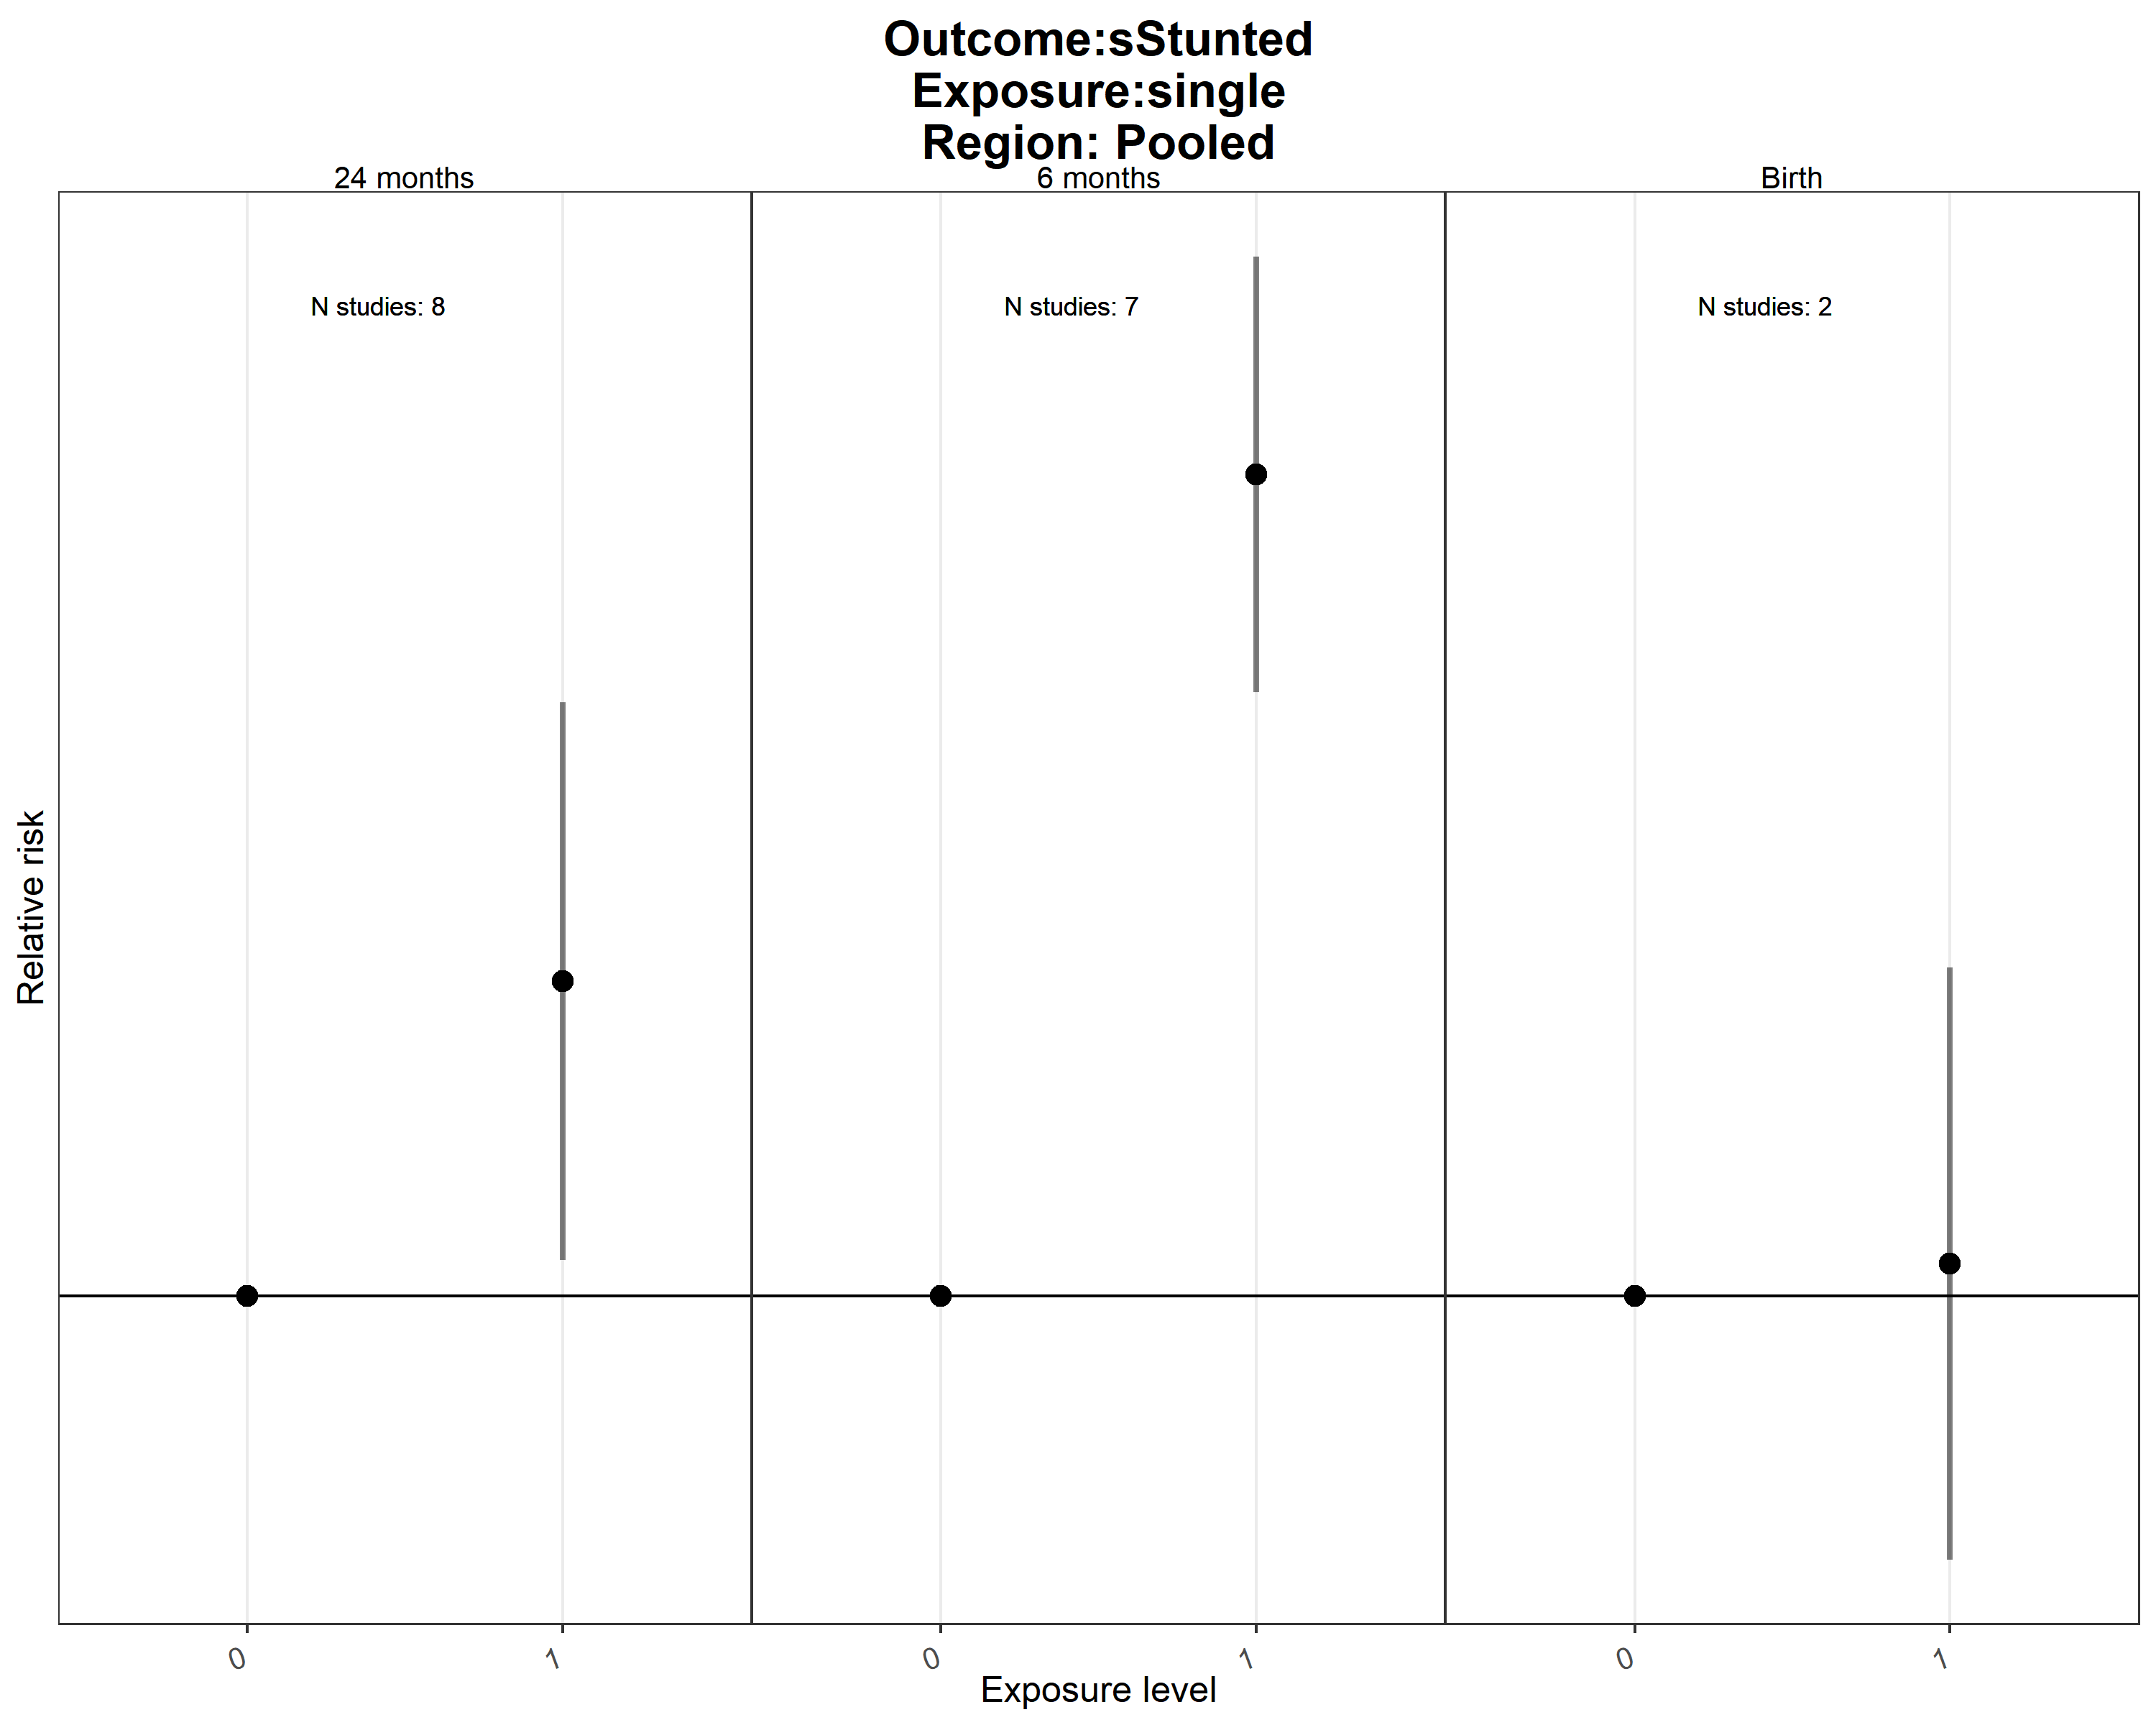 Outcome:sStunted
Exposure:single
Region: Pooled
24 months
6 months
Birth
N studies: 8
N studies: 7
N studies: 2
Relative risk
0
1
0
1
0
1
Exposure level